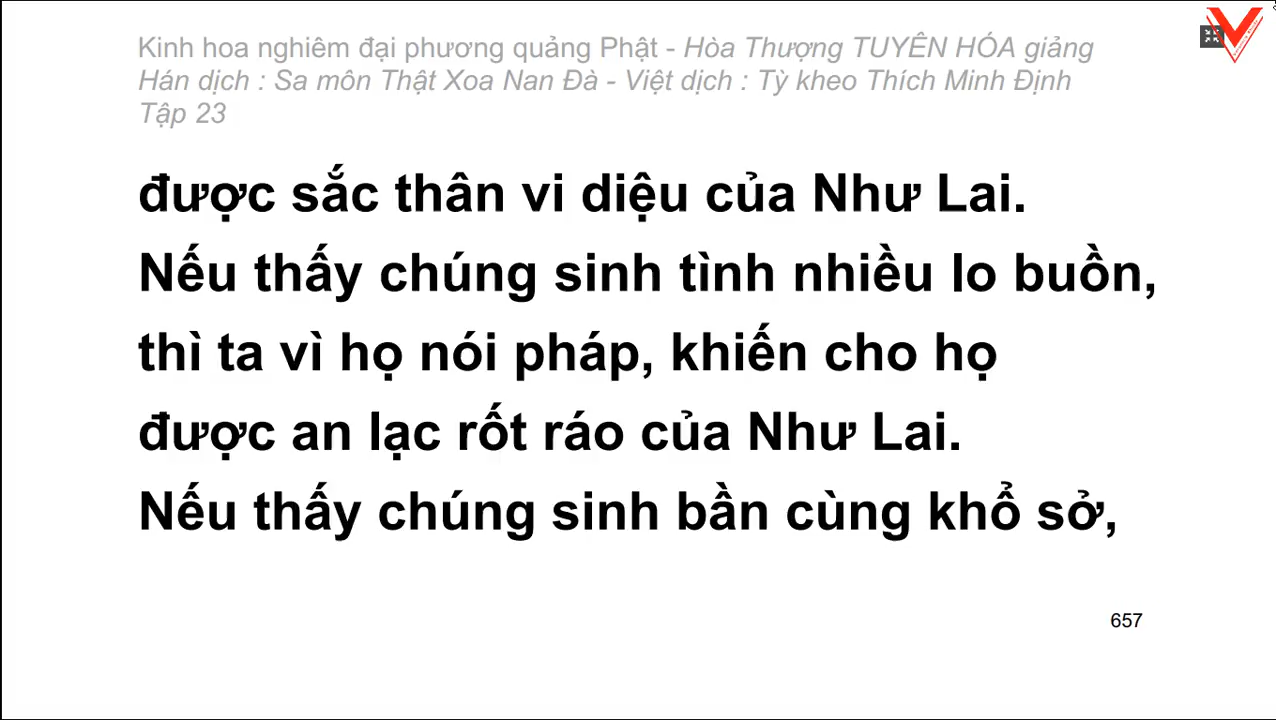 Kinh hoa nghiêm đại phương quảng Phật - Hòa Thượng TUYÊN HÓA giảng
Hán dịch : Sa môn Thật Xoa Nan Đà - Việt dịch : Tỳ kheo Thích Minh Định
Tập 23
được sắc thân vi diệu của Như Lai.
Nếu thấy chúng sinh tình nhiều lo buồn,
thì ta vì họ nói pháp, khiến cho họ
được an lạc rốt ráo của Như Lai.
Nếu thấy chúng sinh bần cùng khổ sở,
657